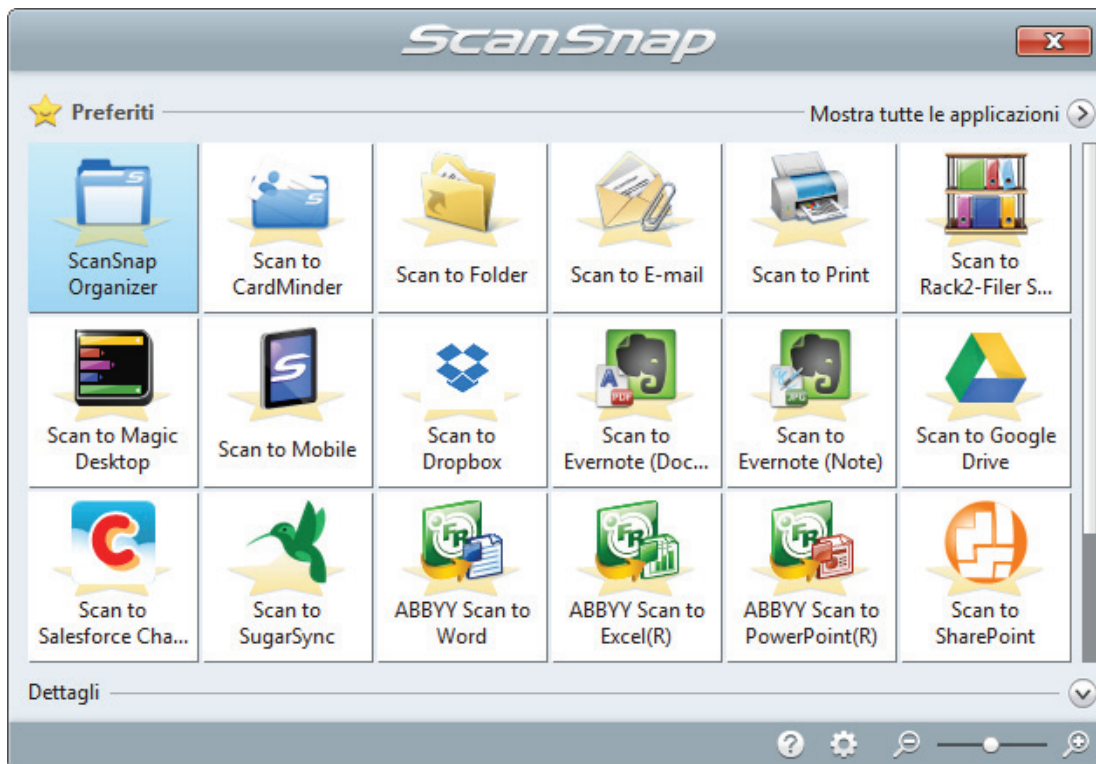 ScanSnap
Preferiti
Mostra tutte le applicazioni
ScanSnap
Organizer
Scan to
CardMinder
Scan to Folder
Scan to E-mail
Scan to Print
Scan to
Rack2-Filer S...
Scan to Magic
Desktop
Scan to Mobile
Scan to
Dropbox
Scan to
Evernote (Doc...
Scan to
Evernote (Note)
Scan to Google
Drive
Scan to
Salesforce Cha...
Scan to
SugarSync
ABBYY Scan to
Word
ABBYY Scan to
Excel(R)
ABBYY Scan to
PowerPoint(R)
Scan to
SharePoint
Dettagli